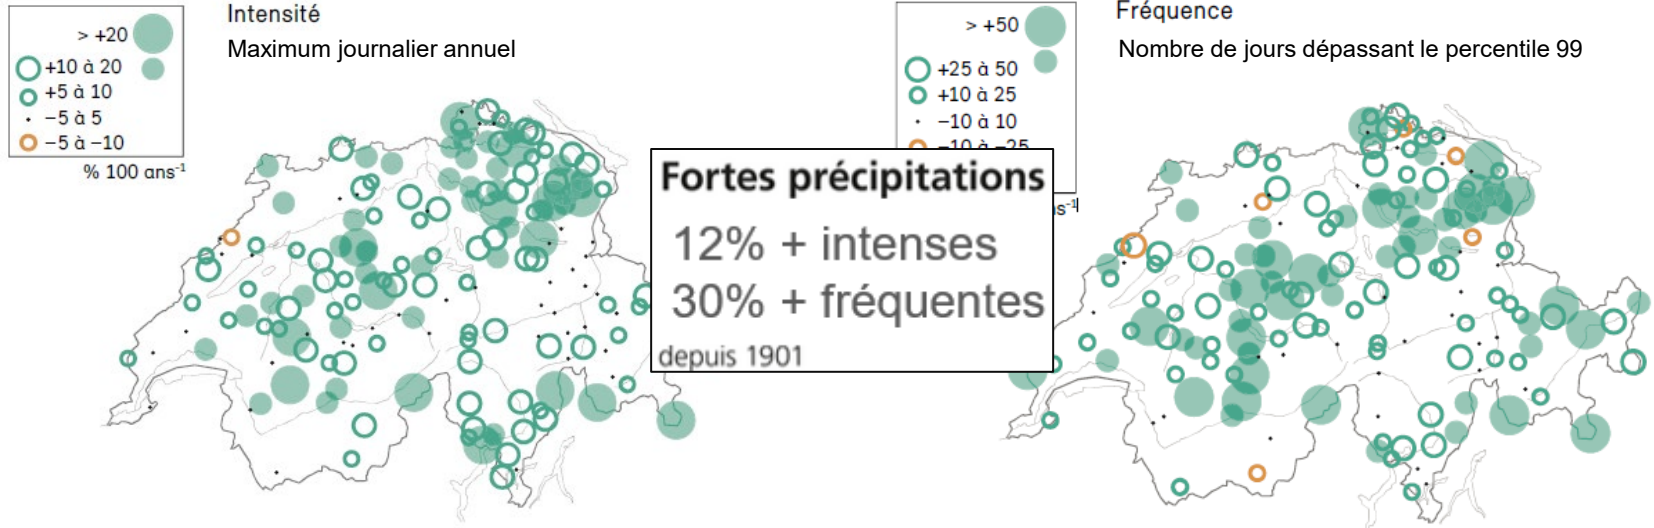 Intensité
Maximum journalier annuel
> +20
+10 à 20
+5 à 10
−5 à 5
−5 à −10
% 100 ans⁻¹
Fréquence
Nombre de jours dépassant le percentile 99
> +50
+25 à 50
+10 à 25
−10 à 10
−10 à −25
Fortes précipitations
12% + intenses
30% + fréquentes
depuis 1901